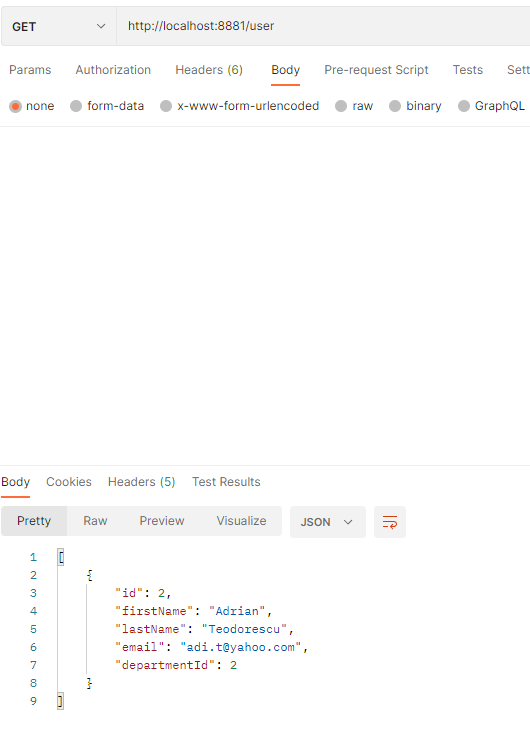 GET http://localhost:8881/user
Params Authorization Headers (6) Body Pre-request Script Tests Sett
none form-data x-www-form-urlencoded raw binary GraphQL
Body Cookies Headers (5) Test Results
Pretty Raw Preview Visualize JSON
1 [
2 {
3 "id": 2,
4 "firstName": "Adrian",
5 "lastName": "Teodorescu",
6 "email": "adi.t@yahoo.com",
7 "departmentId": 2
8 }
9 ]